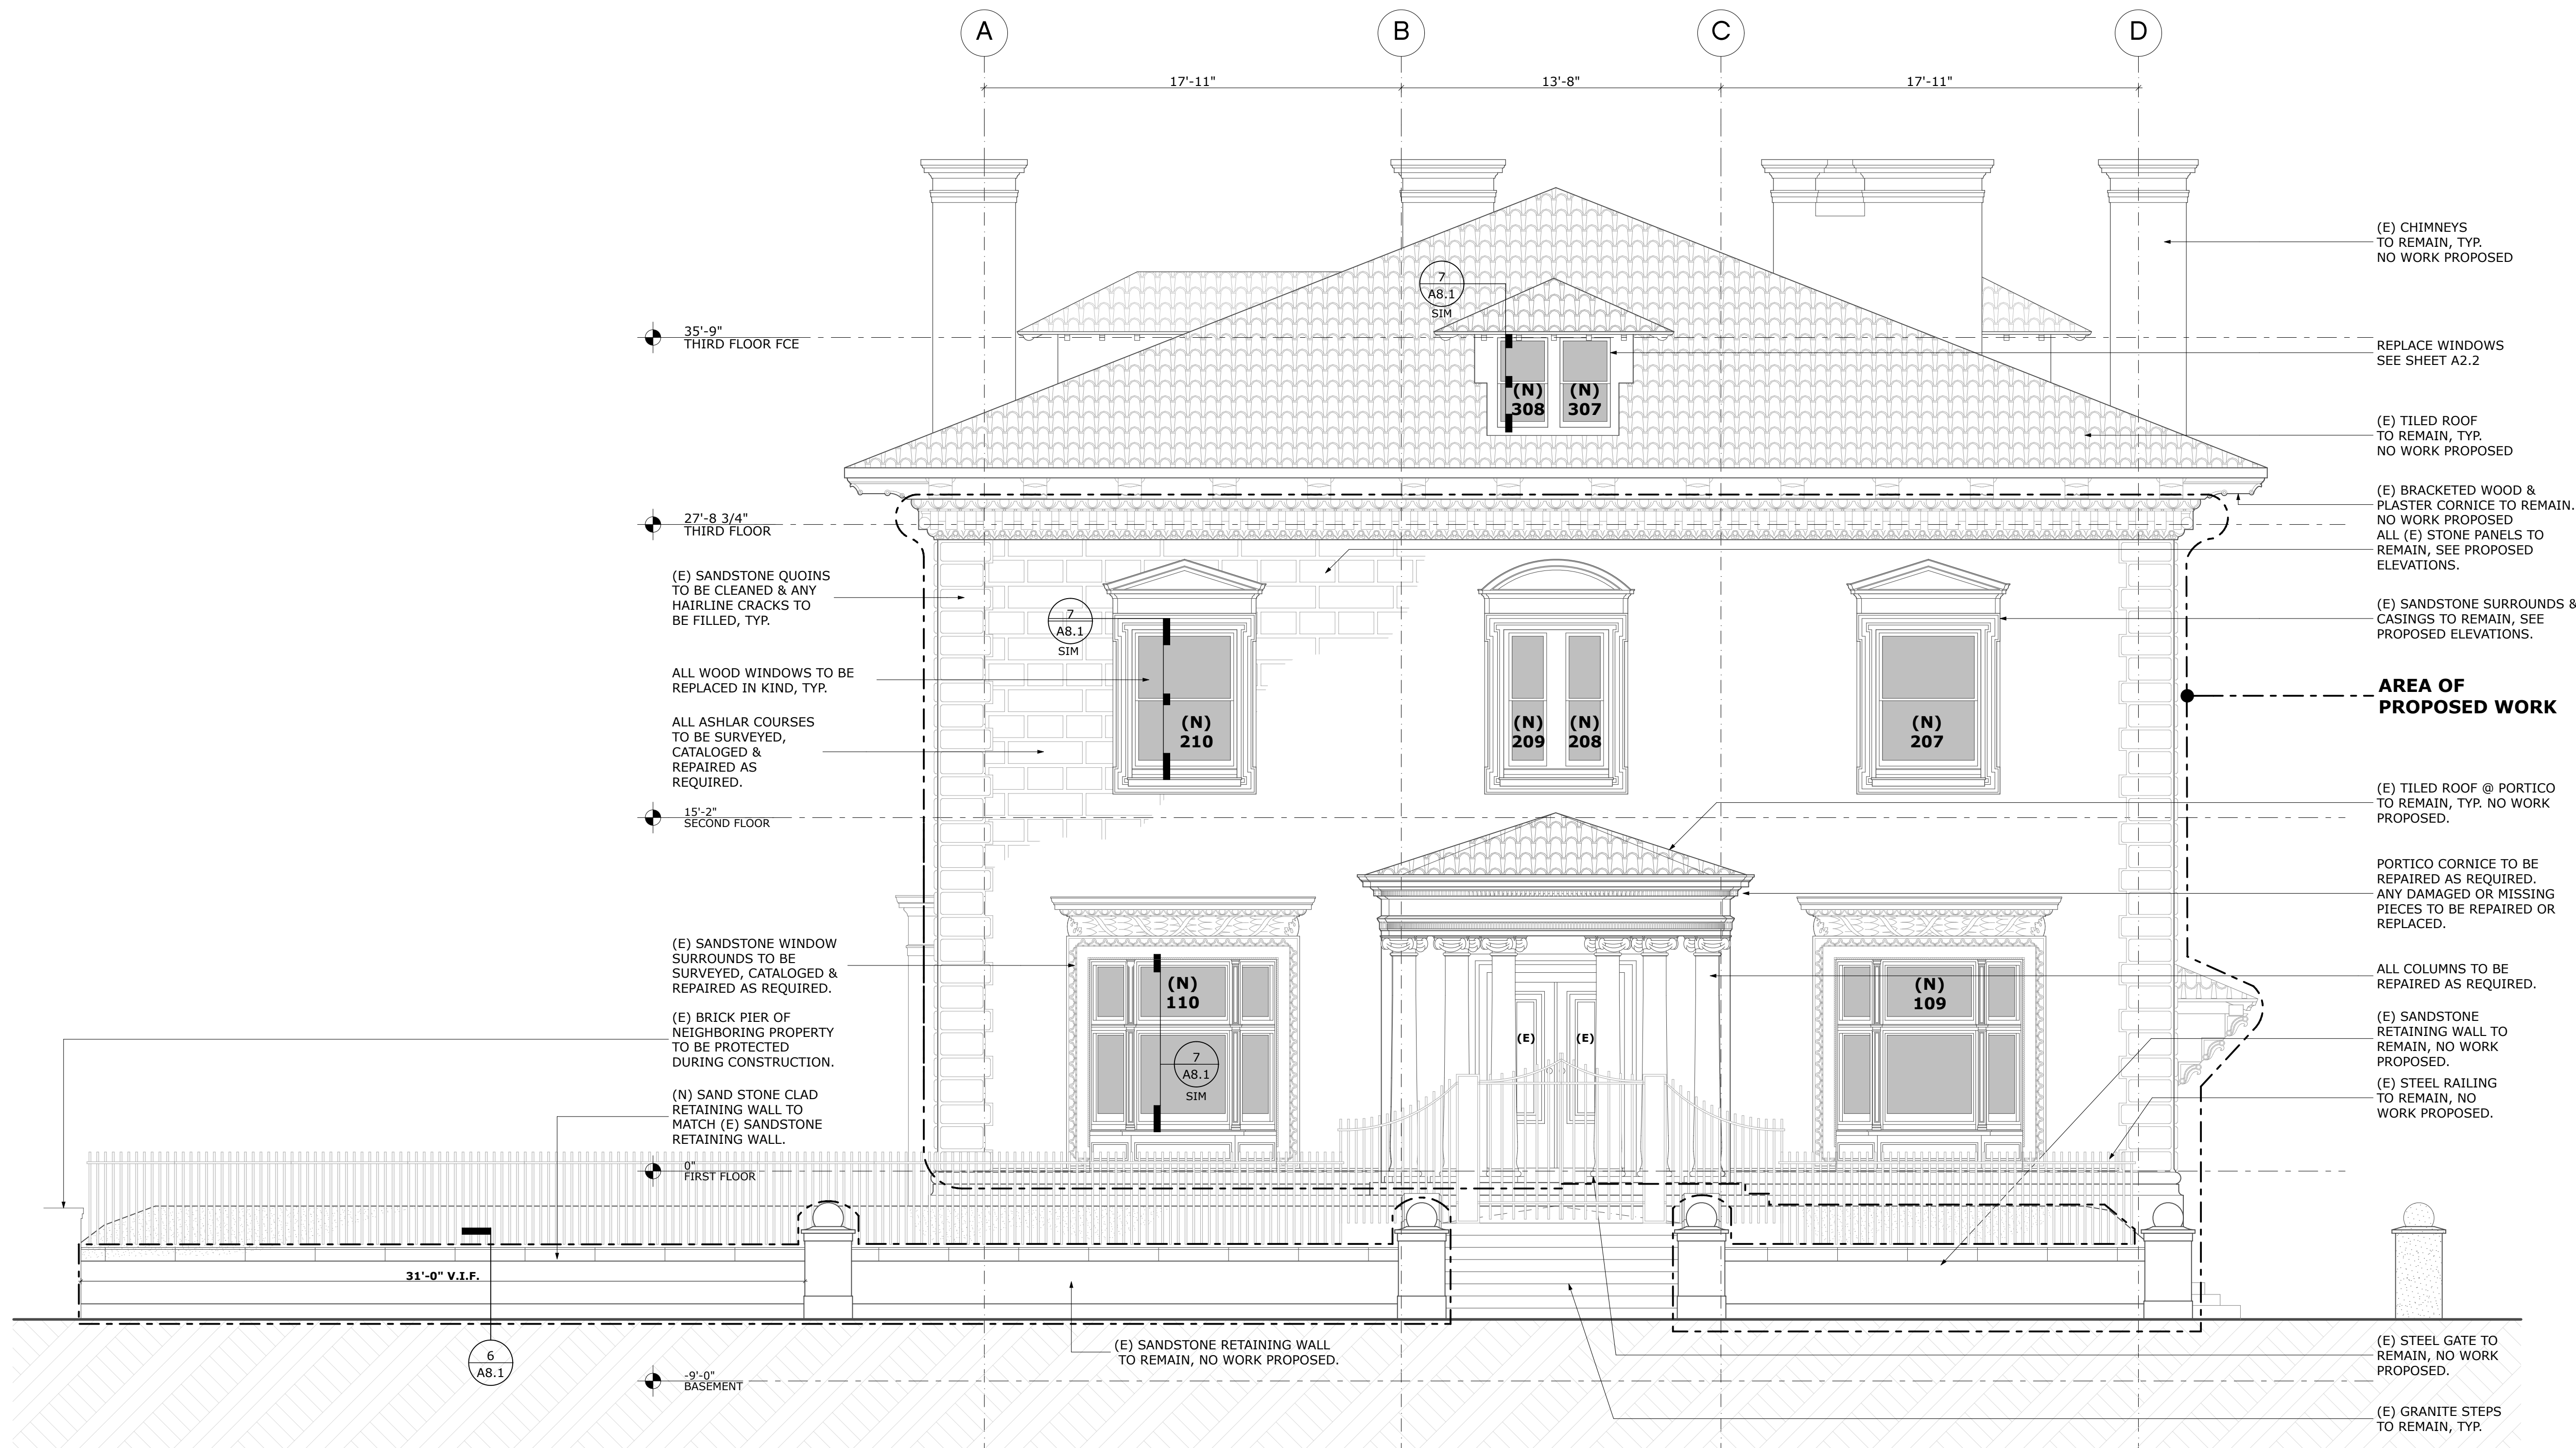 A
B
C
D
17'-11"
13'-8"
17'-11"
(E) CHIMNEYS
TO REMAIN, TYP.
NO WORK PROPOSED
7
A8.1
SIM
35'-9"
THIRD FLOOR FCE
REPLACE WINDOWS
SEE SHEET A2.2
(N)
308
(N)
307
(E) TILED ROOF
TO REMAIN, TYP.
NO WORK PROPOSED
(E) BRACKETED WOOD &
PLASTER CORNICE TO REMAIN.
NO WORK PROPOSED
ALL (E) STONE PANELS TO
REMAIN, SEE PROPOSED
ELEVATIONS.
27'-8 3/4"
THIRD FLOOR
(E) SANDSTONE QUOINS
TO BE CLEANED & ANY
HAIRLINE CRACKS TO
BE FILLED, TYP.
7
A8.1
SIM
(E) SANDSTONE SURROUNDS &
CASINGS TO REMAIN, SEE
PROPOSED ELEVATIONS.
ALL WOOD WINDOWS TO BE
REPLACED IN KIND, TYP.
AREA OF
PROPOSED WORK
ALL ASHLAR COURSES
TO BE SURVEYED,
CATALOGED &
REPAIRED AS
REQUIRED.
(N)
210
(N)
209
(N)
208
(N)
207
15'-2"
SECOND FLOOR
(E) TILED ROOF @ PORTICO
TO REMAIN, TYP. NO WORK
PROPOSED.
PORTICO CORNICE TO BE
REPAIRED AS REQUIRED.
ANY DAMAGED OR MISSING
PIECES TO BE REPAIRED OR
REPLACED.
(E) SANDSTONE WINDOW
SURROUNDS TO BE
SURVEYED, CATALOGED &
REPAIRED AS REQUIRED.
(N)
110
(N)
109
ALL COLUMNS TO BE
REPAIRED AS REQUIRED.
(E) BRICK PIER OF
NEIGHBORING PROPERTY
TO BE PROTECTED
DURING CONSTRUCTION.
7
A8.1
SIM
(E)
(E)
(E) SANDSTONE
RETAINING WALL TO
REMAIN, NO WORK
PROPOSED.
(E) STEEL RAILING
TO REMAIN, NO
WORK PROPOSED.
(N) SAND STONE CLAD
RETAINING WALL TO
MATCH (E) SANDSTONE
RETAINING WALL.
0"
FIRST FLOOR
31'-0" V.I.F.
6
A8.1
(E) SANDSTONE RETAINING WALL
TO REMAIN, NO WORK PROPOSED.
-9'-0"
BASEMENT
(E) STEEL GATE TO
REMAIN, NO WORK
PROPOSED.
(E) GRANITE STEPS
TO REMAIN, TYP.